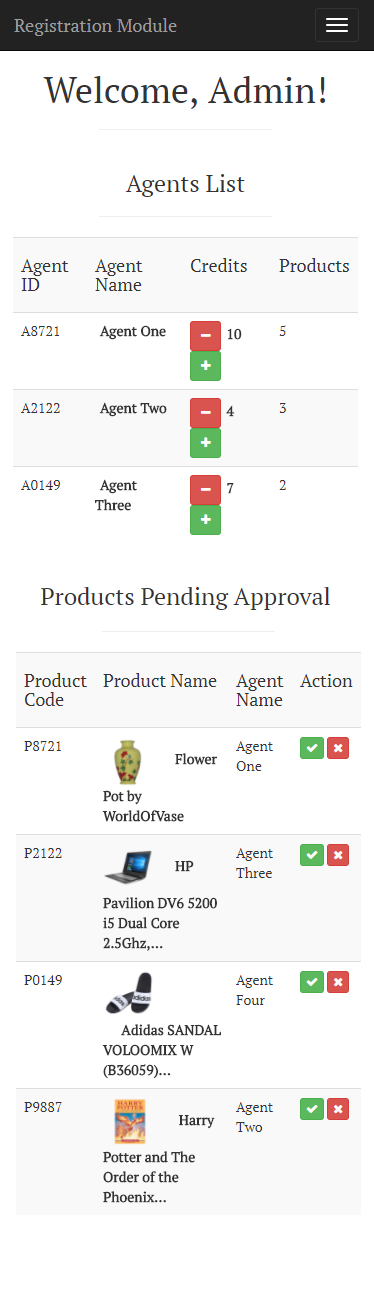 Registration Module
Welcome, Admin!
Agents List
Agent ID Agent Name Credits Products
A8721 Agent One 10 5
A2122 Agent Two 4 3
A0149 Agent Three 7 2
Products Pending Approval
Product Code Product Name Agent Name Action
P8721 Flower Agent One
Pot by
WorldOfVase
P2122 HP Agent Three
Pavilion DV6 5200
i5 Dual Core
2.5Ghz,...
P0149 Agent Four
adidas
Adidas SANDAL
VOLOOMIX W
(B36059)...
P9887 HARRY POTTER Harry Agent Two
Potter and The
Order of the
Phoenix...